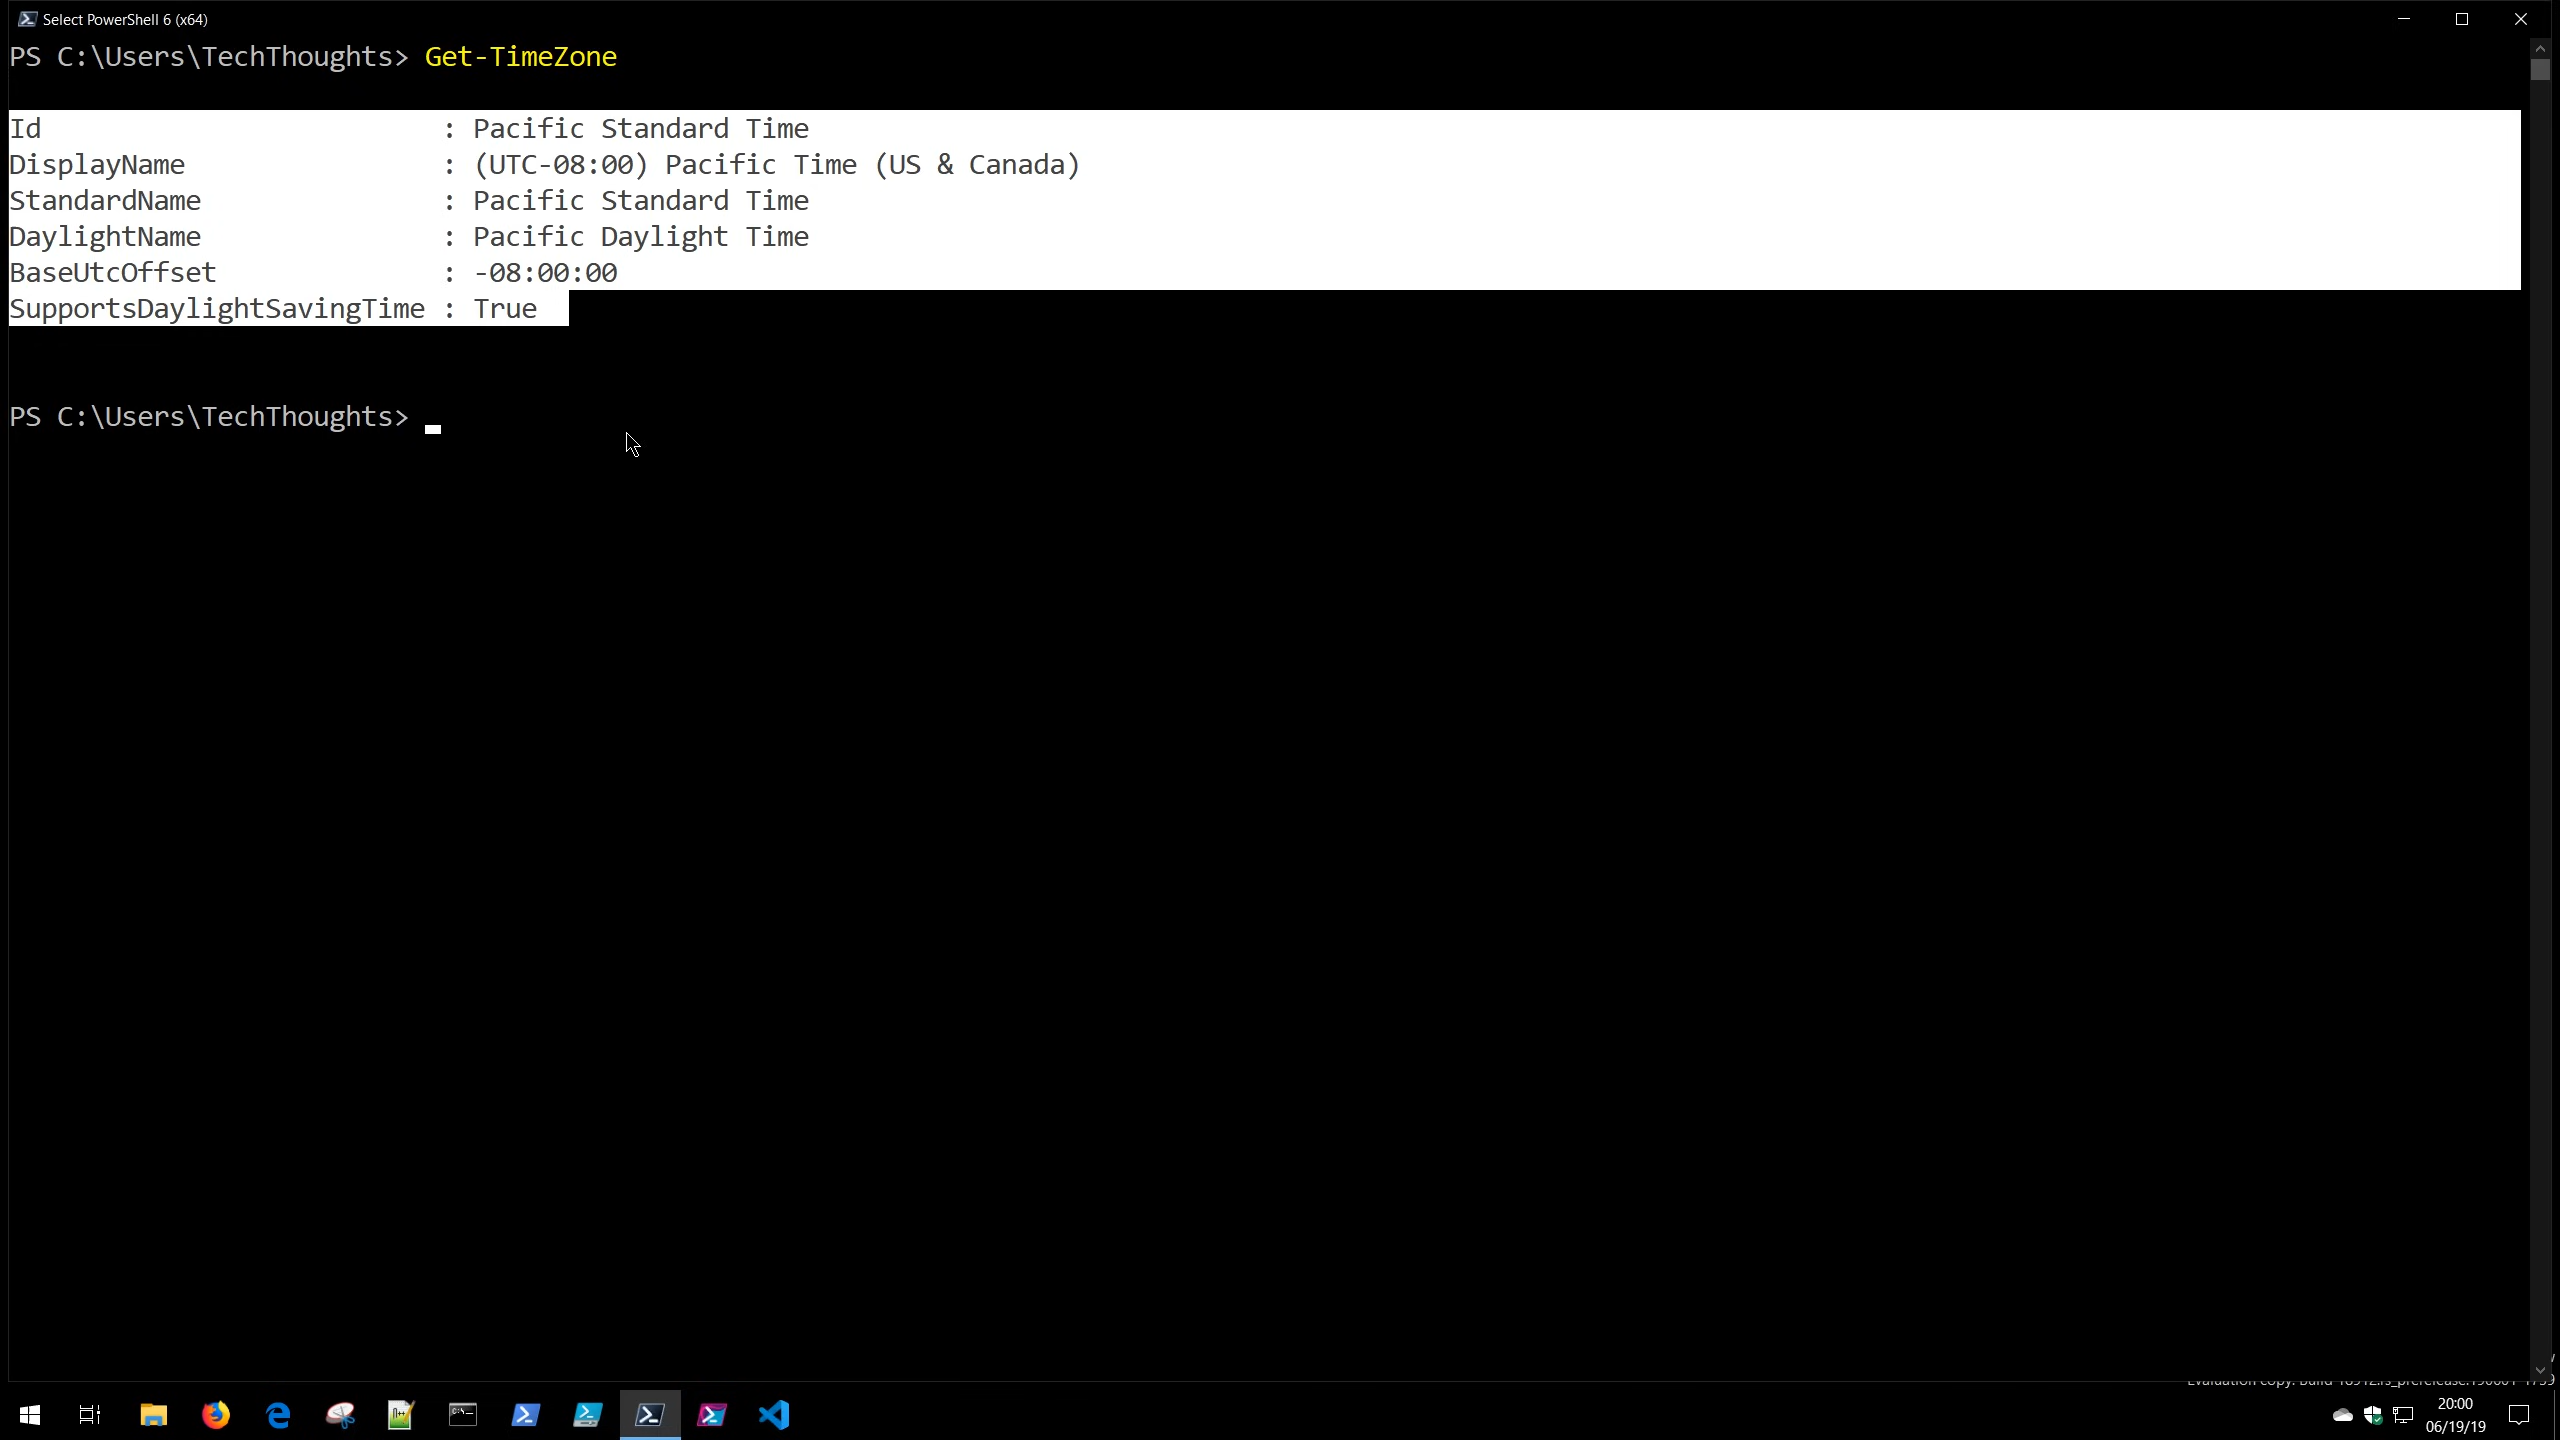 Select PowerShell 6 (x64)
PS C:\Users\TechThoughts> Get-TimeZone
Id                         : Pacific Standard Time
DisplayName                : (UTC-08:00) Pacific Time (US & Canada)
StandardName               : Pacific Standard Time
DaylightName               : Pacific Daylight Time
BaseUtcOffset              : -08:00:00
SupportsDaylightSavingTime : True
PS C:\Users\TechThoughts>
20:00
06/19/19